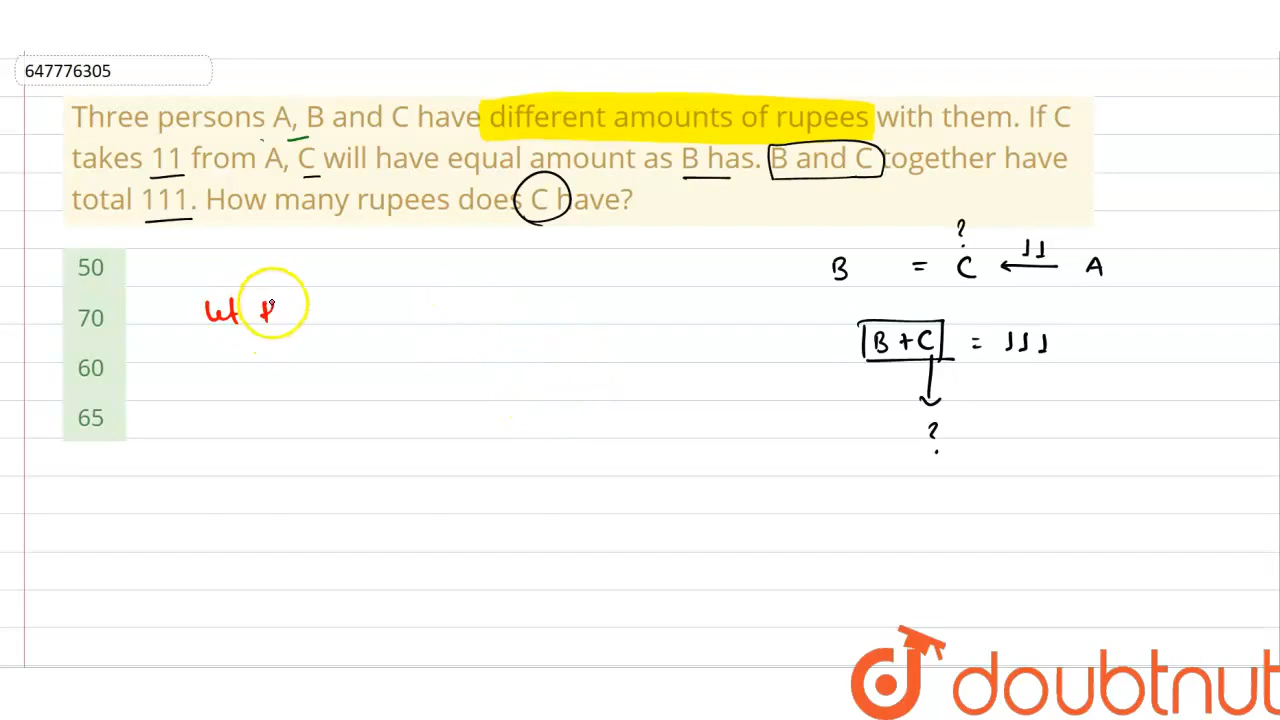 647776305
Three persons A, B and C have different amounts of rupees with them. If C
takes 11 from A, C will have equal amount as B has. B and C together have
total 111. How many rupees does C have?
50
70
60
65
let
?
B = C ← 11 A
B + C = 111
?
doubtnut